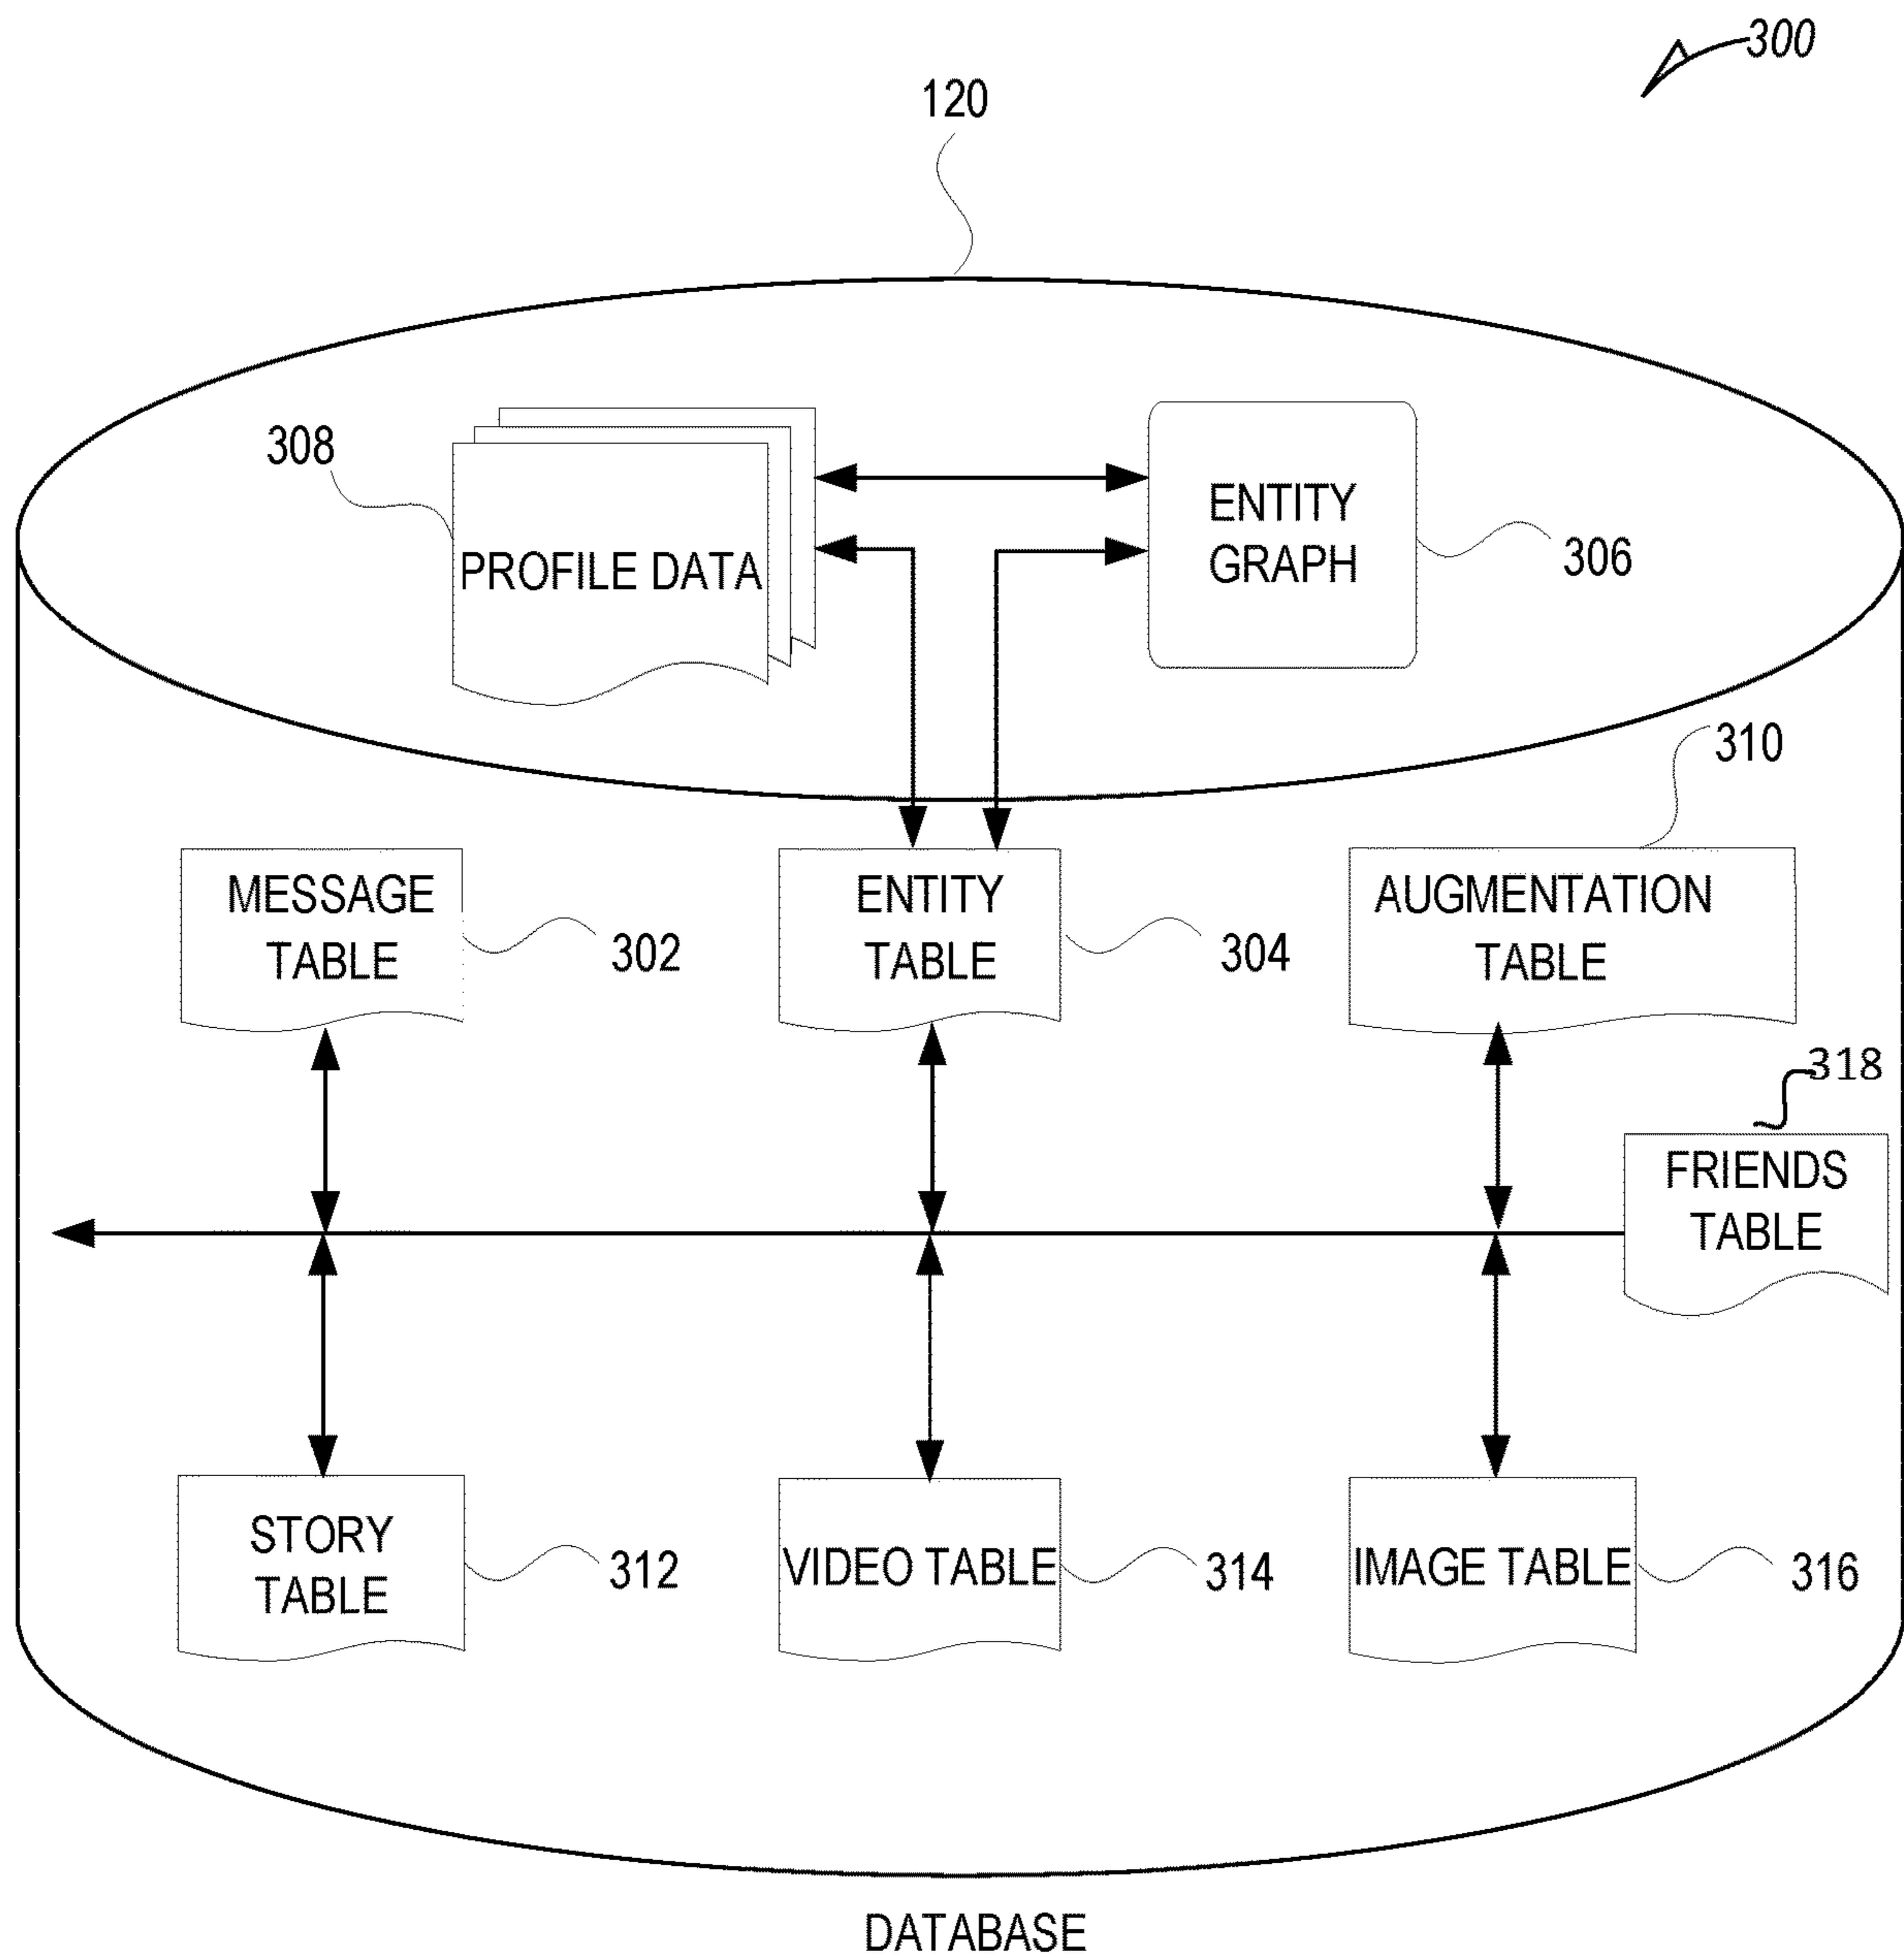 300
120
308
PROFILE DATA
ENTITY
GRAPH
306
310
MESSAGE
TABLE
302
ENTITY
TABLE
304
AUGMENTATION
TABLE
318
FRIENDS
TABLE
STORY
TABLE
312
VIDEO TABLE
314
IMAGE TABLE
316
DATABASE